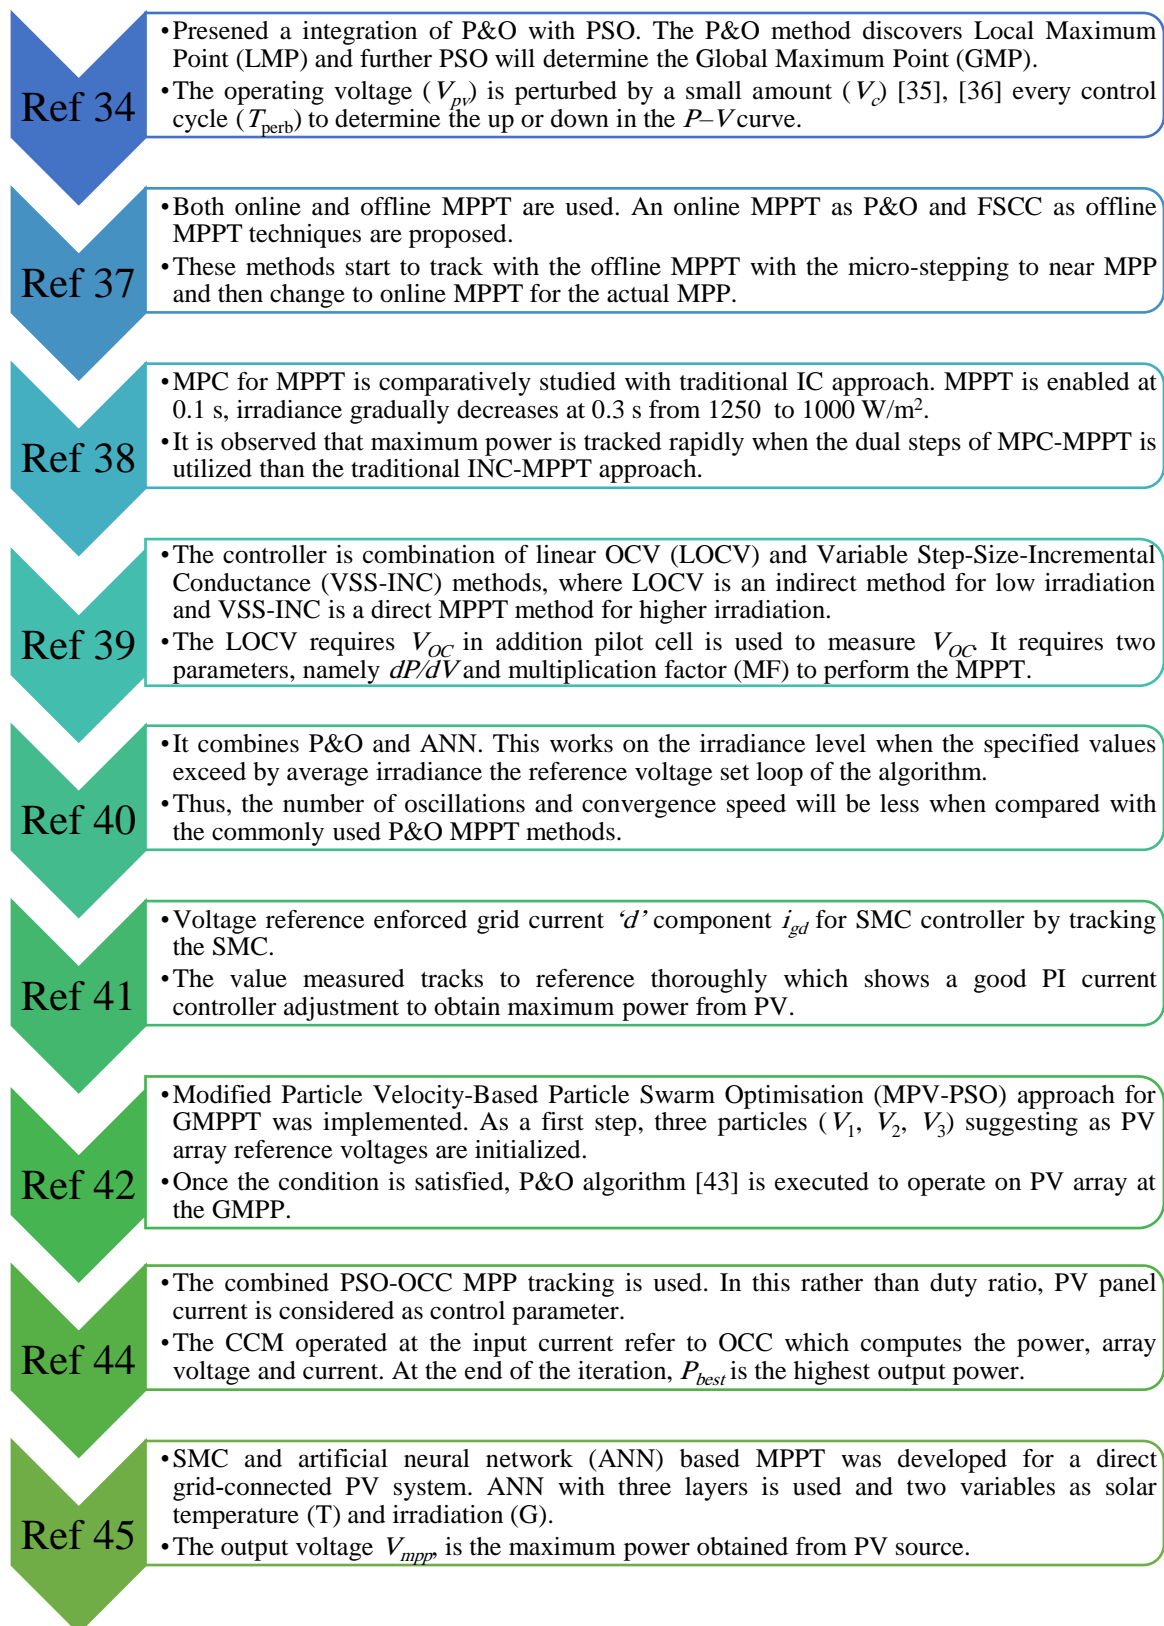 Ref 34
•Presened a integration of P&O with PSO. The P&O method discovers Local Maximum
Point (LMP) and further PSO will determine the Global Maximum Point (GMP).
•The operating voltage (Vpv) is perturbed by a small amount (Vc) [35], [36] every control
cycle (Tperb) to determine the up or down in the P–V curve.
Ref 37
•Both online and offline MPPT are used. An online MPPT as P&O and FSCC as offline
MPPT techniques are proposed.
•These methods start to track with the offline MPPT with the micro-stepping to near MPP
and then change to online MPPT for the actual MPP.
Ref 38
•MPC for MPPT is comparatively studied with traditional IC approach. MPPT is enabled at
0.1 s, irradiance gradually decreases at 0.3 s from 1250 to 1000 W/m².
•It is observed that maximum power is tracked rapidly when the dual steps of MPC-MPPT is
utilized than the traditional INC-MPPT approach.
Ref 39
•The controller is combination of linear OCV (LOCV) and Variable Step-Size-Incremental
Conductance (VSS-INC) methods, where LOCV is an indirect method for low irradiation
and VSS-INC is a direct MPPT method for higher irradiation.
•The LOCV requires VOC in addition pilot cell is used to measure VOC. It requires two
parameters, namely dP/dV and multiplication factor (MF) to perform the MPPT.
Ref 40
•It combines P&O and ANN. This works on the irradiance level when the specified values
exceed by average irradiance the reference voltage set loop of the algorithm.
•Thus, the number of oscillations and convergence speed will be less when compared with
the commonly used P&O MPPT methods.
Ref 41
•Voltage reference enforced grid current ‘d’ component igd for SMC controller by tracking
the SMC.
•The value measured tracks to reference thoroughly which shows a good PI current
controller adjustment to obtain maximum power from PV.
Ref 42
•Modified Particle Velocity-Based Particle Swarm Optimisation (MPV-PSO) approach for
GMPPT was implemented. As a first step, three particles (V1, V2, V3) suggesting as PV
array reference voltages are initialized.
•Once the condition is satisfied, P&O algorithm [43] is executed to operate on PV array at
the GMPP.
Ref 44
•The combined PSO-OCC MPP tracking is used. In this rather than duty ratio, PV panel
current is considered as control parameter.
•The CCM operated at the input current refer to OCC which computes the power, array
voltage and current. At the end of the iteration, Pbest is the highest output power.
Ref 45
•SMC and artificial neural network (ANN) based MPPT was developed for a direct
grid-connected PV system. ANN with three layers is used and two variables as solar
temperature (T) and irradiation (G).
•The output voltage Vmpp, is the maximum power obtained from PV source.